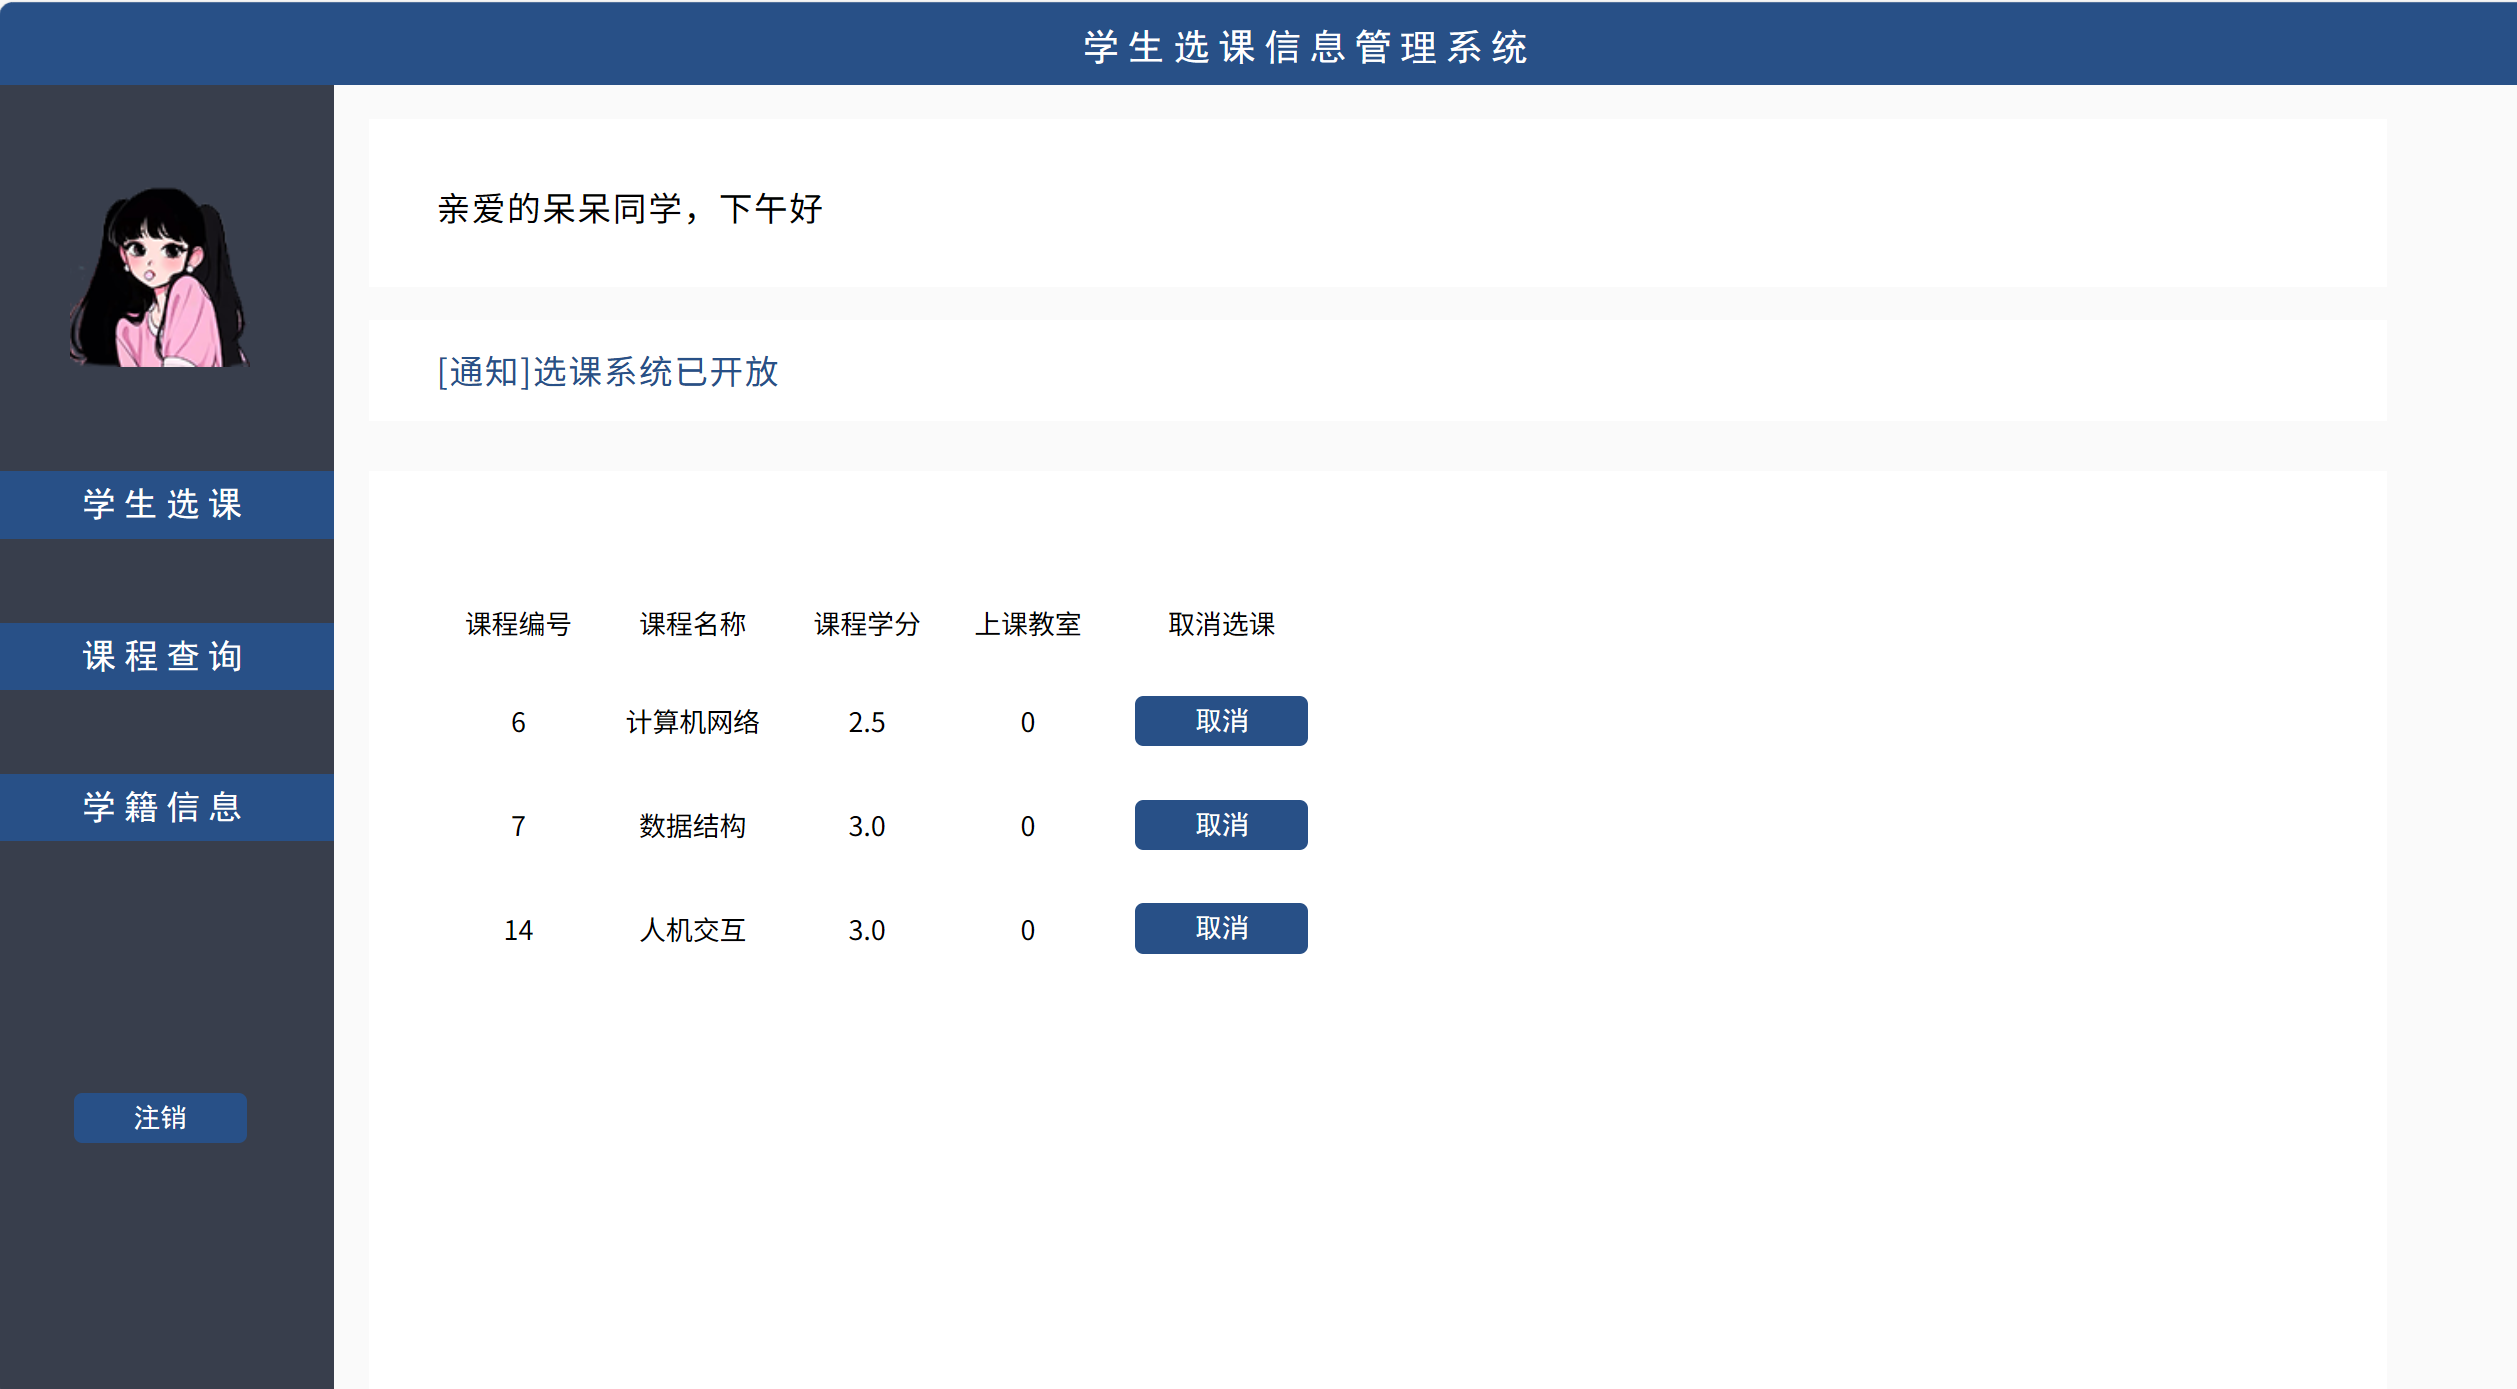 学生选课信息管理系统
亲爱的呆呆同学，下午好
[通知]选课系统已开放
学生选课
课程查询
学籍信息
注销
课程编号 课程名称 课程学分 上课教室 取消选课
6 计算机网络 2.5 0 取消
7 数据结构 3.0 0 取消
14 人机交互 3.0 0 取消